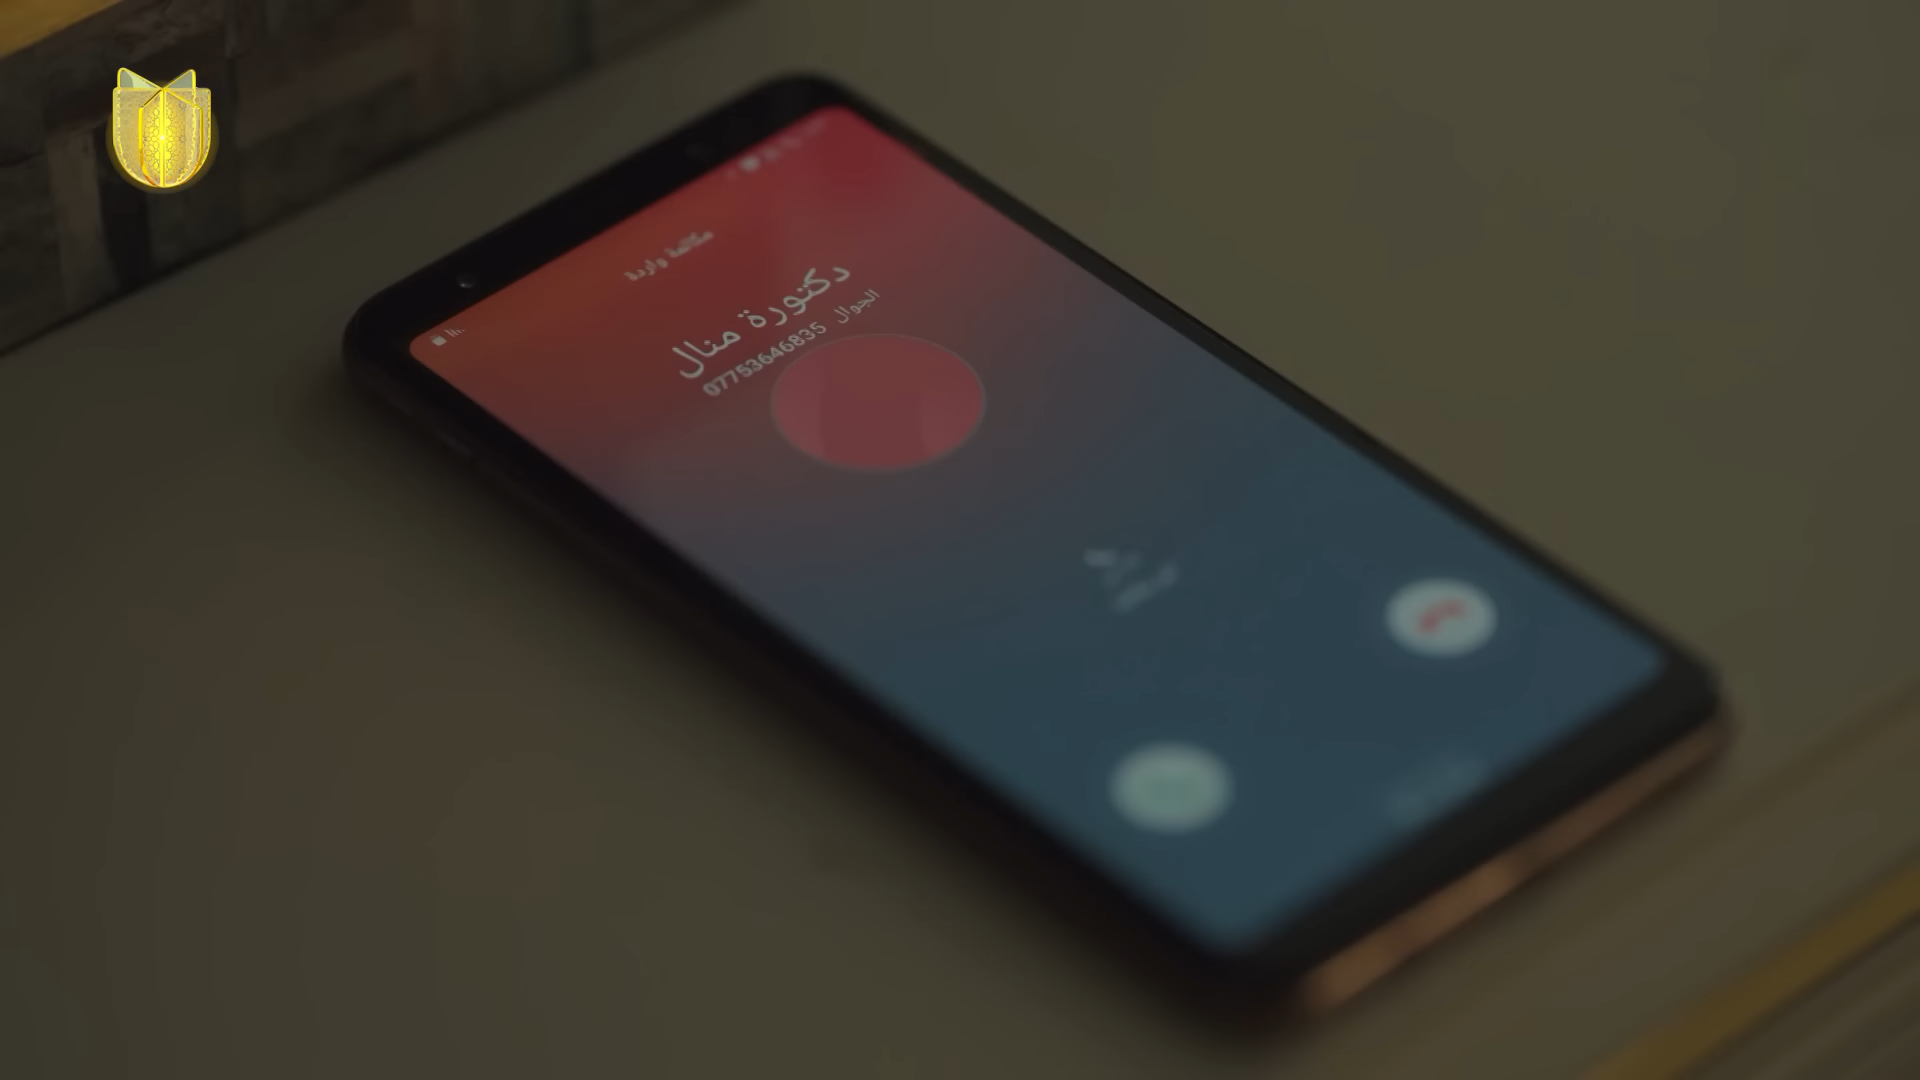 مكالمة واردة
دكتورة منال
الجوال 07753646835